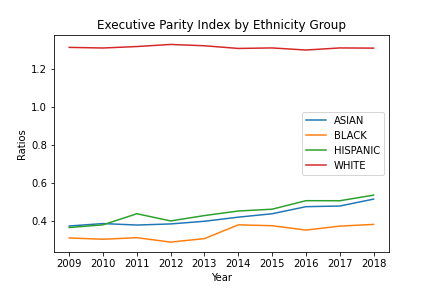 Executive Parity Index by Ethnicity Group
Ratios
1.2
1.0
0.8
0.6
0.4
ASIAN
BLACK
HISPANIC
WHITE
2009 2010 2011 2012 2013 2014 2015 2016 2017 2018
Year